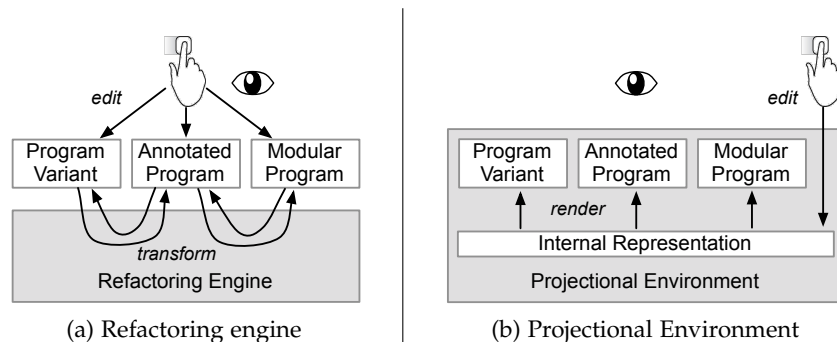 edit
Program
Variant
Annotated
Program
Modular
Program
transform
Refactoring Engine
(a) Refactoring engine
edit
Program
Variant
Annotated
Program
Modular
Program
render
Internal Representation
Projectional Environment
(b) Projectional Environment